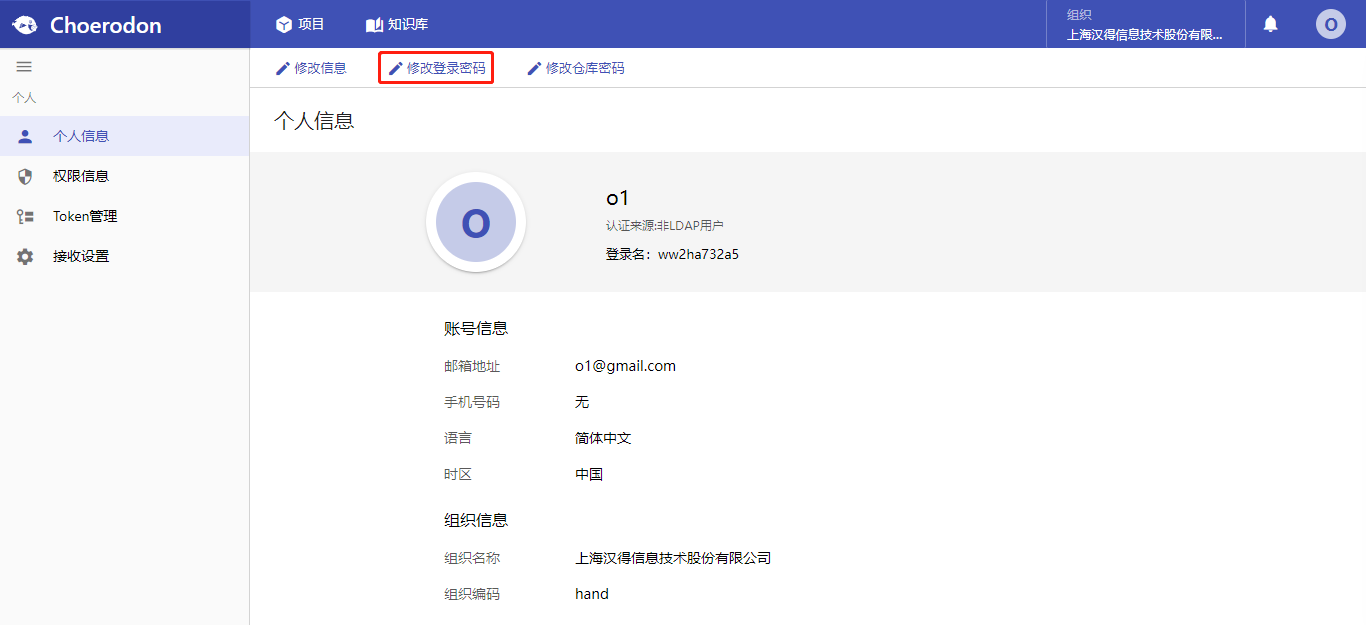 Choerodon
项目
知识库
组织
上海汉得信息技术股份有限...
O
个人
个人信息
权限信息
Token管理
接收设置
修改信息
修改登录密码
修改仓库密码
个人信息
O
o1
认证来源:非LDAP用户
登录名：ww2ha732a5
账号信息
邮箱地址 o1@gmail.com
手机号码 无
语言 简体中文
时区 中国
组织信息
组织名称 上海汉得信息技术股份有限公司
组织编码 hand